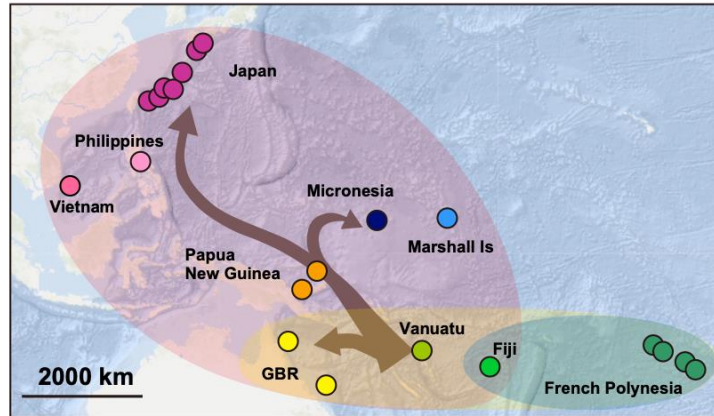 Japan
Philippines
Vietnam
Micronesia
Marshall Is
Papua
New Guinea
Vanuatu
Fiji
GBR
French Polynesia
2000 km